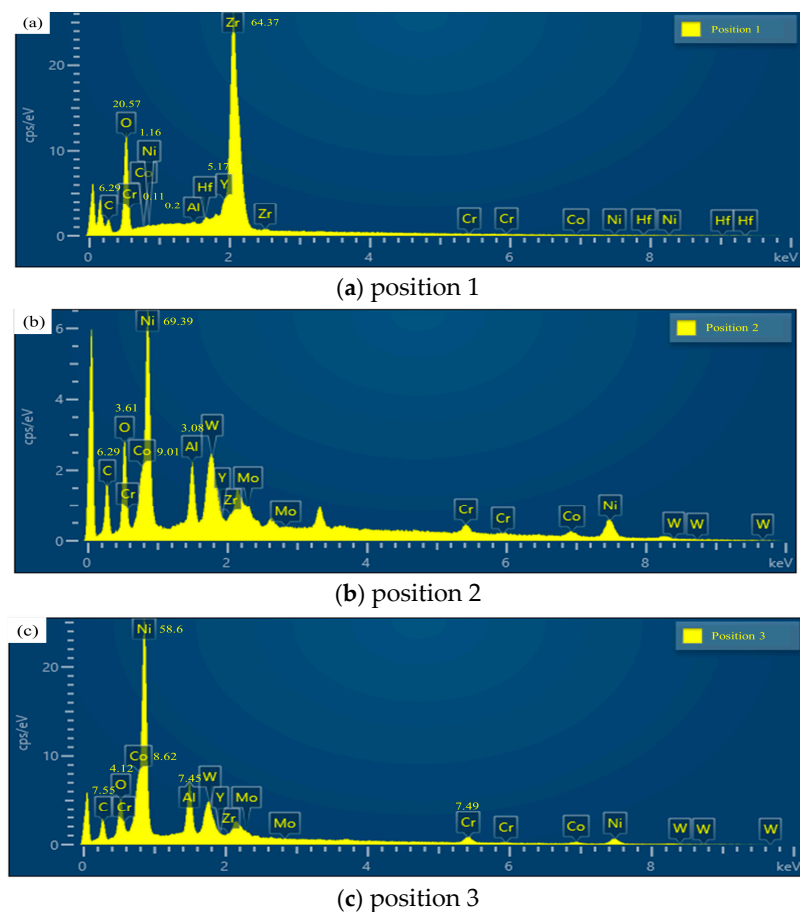 (a)
Zr 64.37
Position 1
20
20.57
O
1.16
cps/eV
10
Ni
Co
5.17
6.29
Hf
Y
5
C
Cr
0.11
0.2
Al
Zr
Cr
Cr
Co
Ni
Hf
Ni
Hf
Hf
0
0
2
4
6
8
keV
(a) position 1
(b)
6
Ni 69.39
Position 2
3.61
O
4
cps/eV
3.08
W
6.29
Co 9.01
Al
C
Y
Mo
2
Cr
Zr
Mo
Cr
Cr
Co
Ni
W
W
W
0
0
2
4
6
8
keV
(b) position 2
(c)
Ni 58.6
Position 3
20
cps/eV
10
Co 8.62
4.12
7.55
O
7.45
W
C
Cr
Al
Y
Mo
7.49
Zr
Mo
Cr
Cr
Co
Ni
W
W
W
0
0
2
4
6
8
keV
(c) position 3